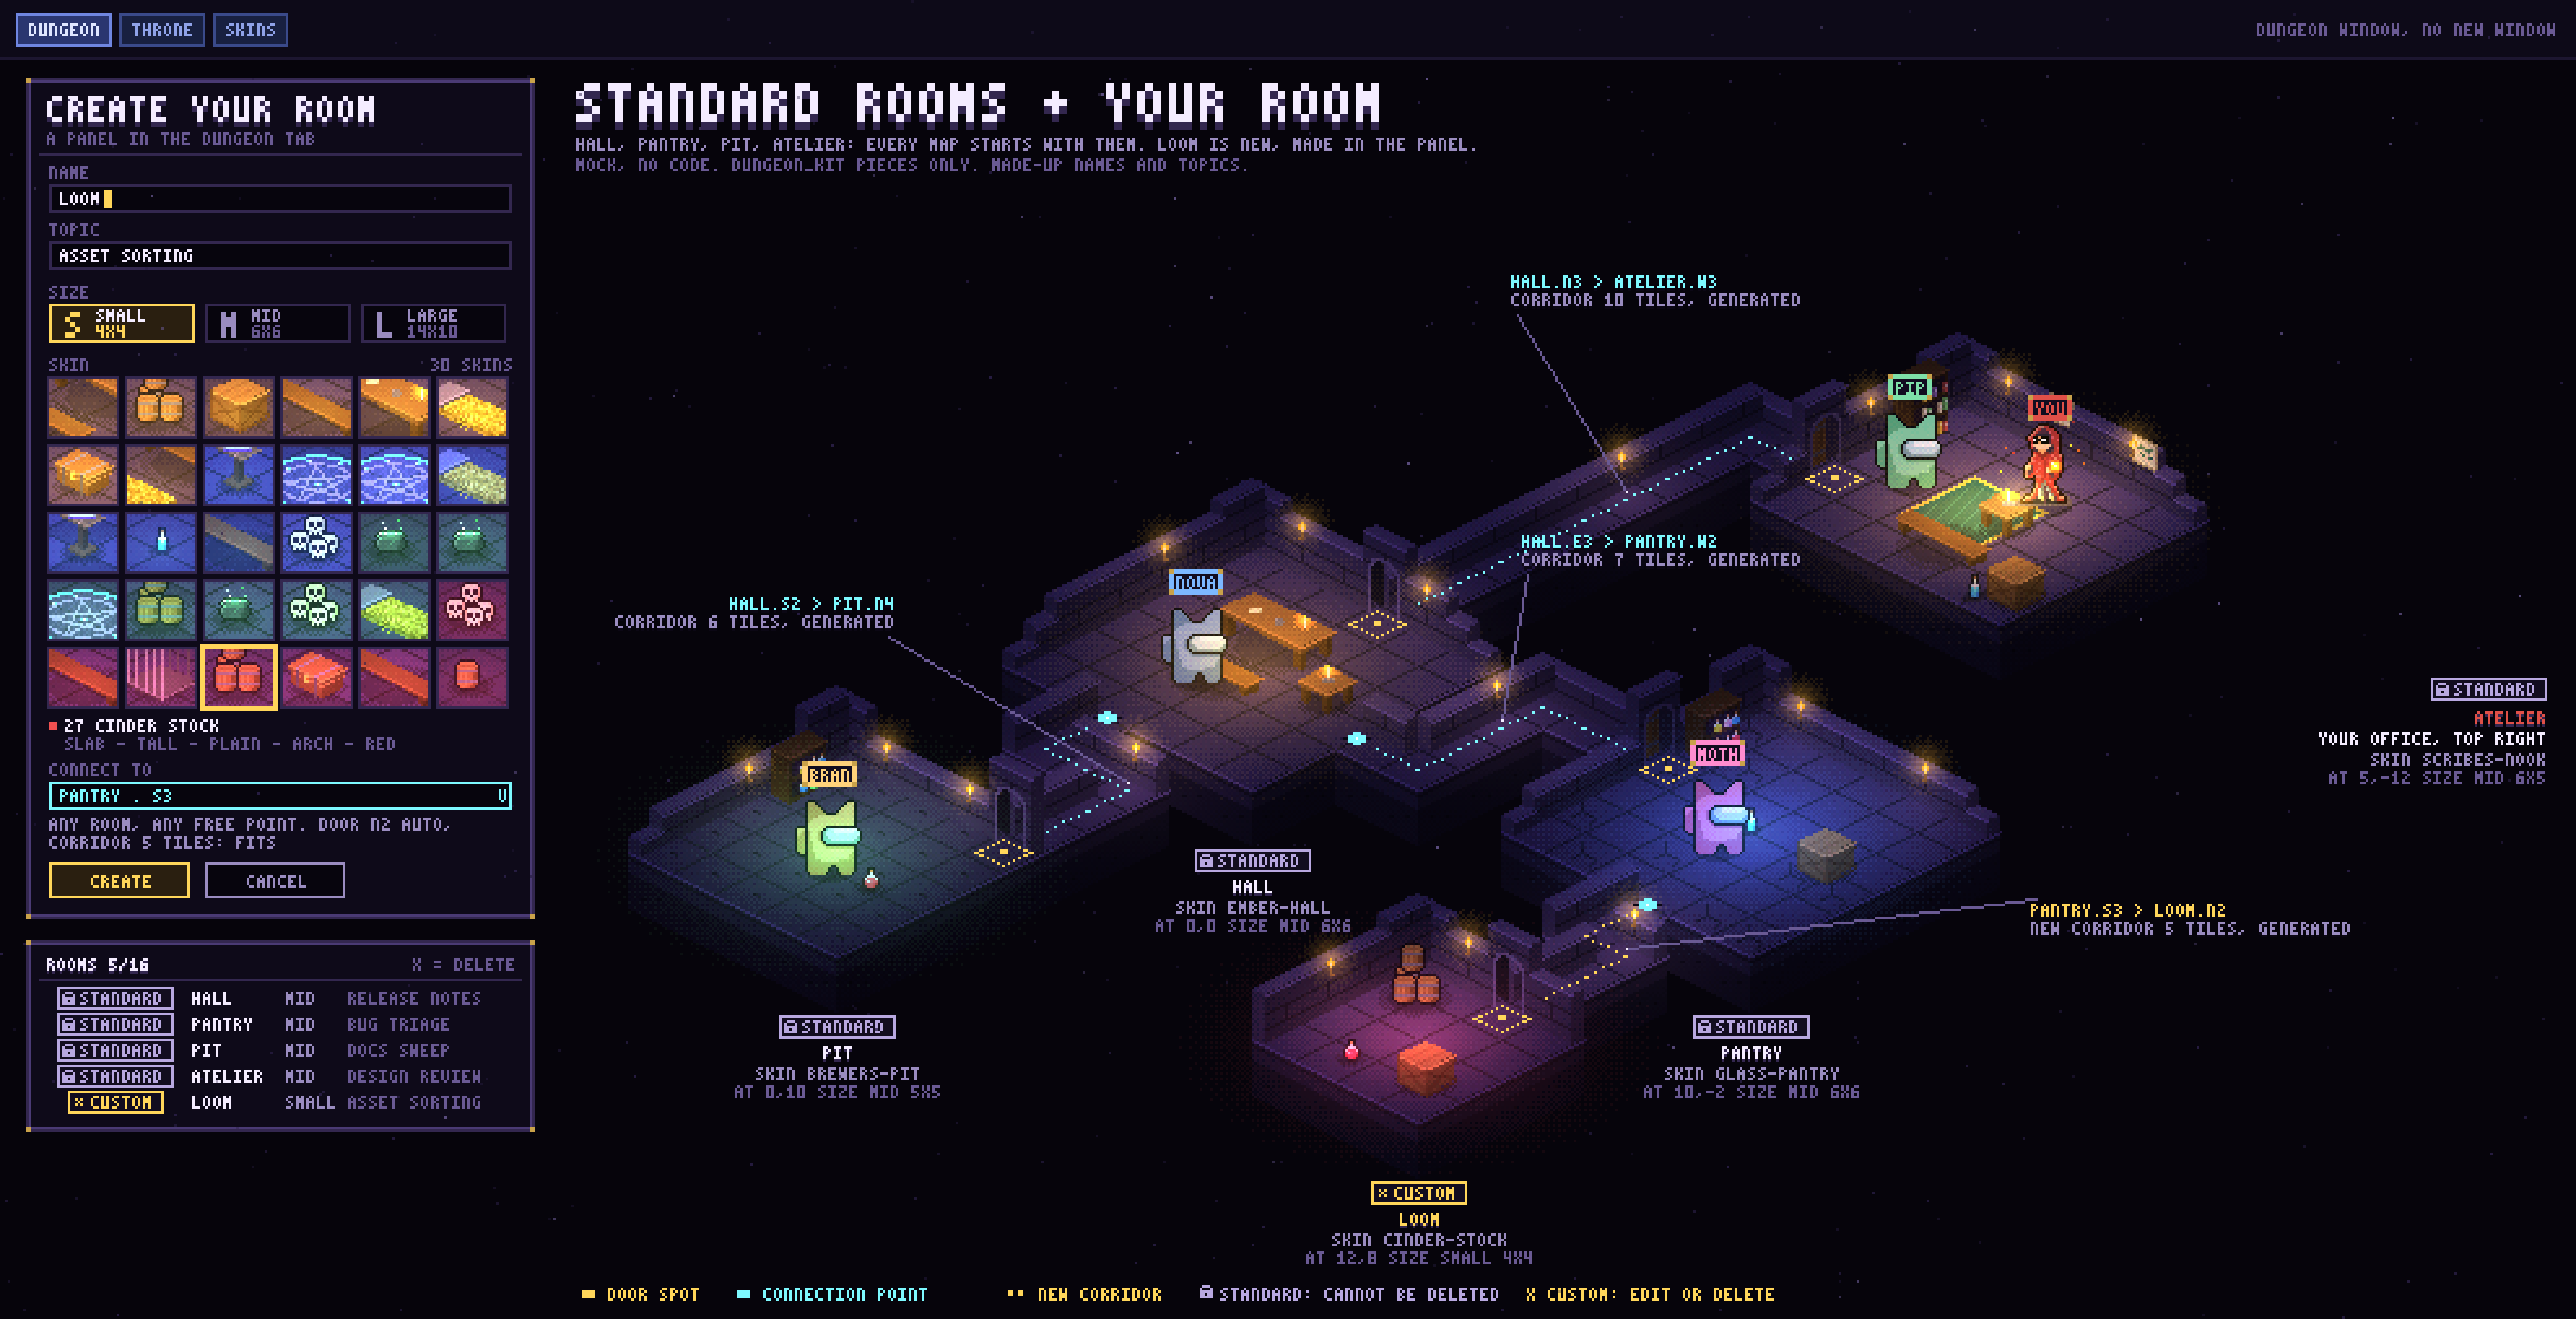 DUNGEON
THRONE
SKINS
DUNGEON WINDOW, NO NEW WINDOW
CREATE YOUR ROOM
A PANEL IN THE DUNGEON TAB
NAME
LOOM
TOPIC
ASSET SORTING
SIZE
S SMALL
4X4
M MID
6X6
L LARGE
14X10
SKIN
30 SKINS
27 CINDER STOCK
SLAB - TALL - PLAIN - ARCH - RED
CONNECT TO
PANTRY . S3 V
ANY ROOM, ANY FREE POINT. DOOR N2 AUTO,
CORRIDOR 5 TILES: FITS
CREATE
CANCEL
ROOMS 5/16
X = DELETE
STANDARD HALL MID RELEASE NOTES
STANDARD PANTRY MID BUG TRIAGE
STANDARD PIT MID DOCS SWEEP
STANDARD ATELIER MID DESIGN REVIEW
× CUSTOM LOOM SMALL ASSET SORTING
STANDARD ROOMS + YOUR ROOM
HALL, PANTRY, PIT, ATELIER: EVERY MAP STARTS WITH THEM. LOOM IS NEW, MADE IN THE PANEL.
MOCK, NO CODE. DUNGEON_KIT PIECES ONLY. MADE-UP NAMES AND TOPICS.
HALL.N3 > ATELIER.W3
CORRIDOR 10 TILES, GENERATED
PIP
YOU
HALL.E3 > PANTRY.W2
CORRIDOR 7 TILES, GENERATED
NOVA
HALL.S2 > PIT.N4
CORRIDOR 6 TILES, GENERATED
STANDARD
ATELIER
YOUR OFFICE, TOP RIGHT
SKIN SCRIBES-NOOK
AT 5,-12 SIZE MID 6X5
MOTH
BRAN
STANDARD
HALL
SKIN EMBER-HALL
AT 0,0 SIZE MID 6X6
PANTRY.S3 > LOOM.N2
NEW CORRIDOR 5 TILES, GENERATED
STANDARD
PIT
SKIN BREWERS-PIT
AT 0,10 SIZE MID 5X5
STANDARD
PANTRY
SKIN GLASS-PANTRY
AT 10,-2 SIZE MID 6X6
× CUSTOM
LOOM
SKIN CINDER-STOCK
AT 12,8 SIZE SMALL 4X4
DOOR SPOT
CONNECTION POINT
NEW CORRIDOR
STANDARD: CANNOT BE DELETED
X CUSTOM: EDIT OR DELETE